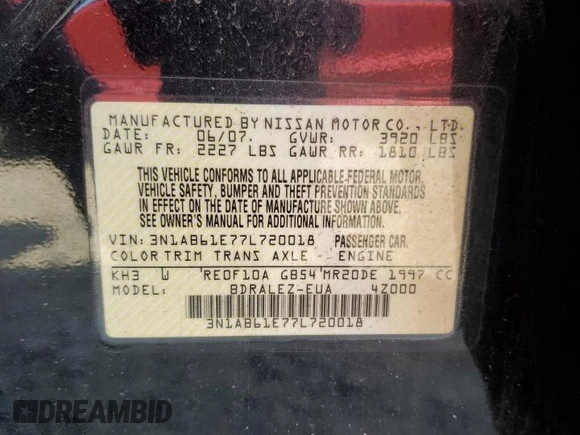 MANUFACTURED BY NISSAN MOTOR CO., LTD.
DATE: 06/07. GVWR: 3920 LBS
GAWR FR: 2227 LBS GAWR RR: 1810 LBS
THIS VEHICLE CONFORMS TO ALL APPLICABLE FEDERAL MOTOR
VEHICLE SAFETY, BUMPER AND THEFT PREVENTION STANDARDS
IN EFFECT ON THE DATE OF MANUFACTURE SHOWN ABOVE.
SEE OWNER'S MANUAL FOR ADDITIONAL INFORMATION.
VIN: 3N1AB61E77L720018 PASSENGER CAR.
COLOR TRIM TRANS AXLE ENGINE
KH3 W RE0F10A GB54 MR20DE 1997 CC
MODEL: BDRALEZ-EUA 4Z000
3N1AB61E77L720018
DREAMBID